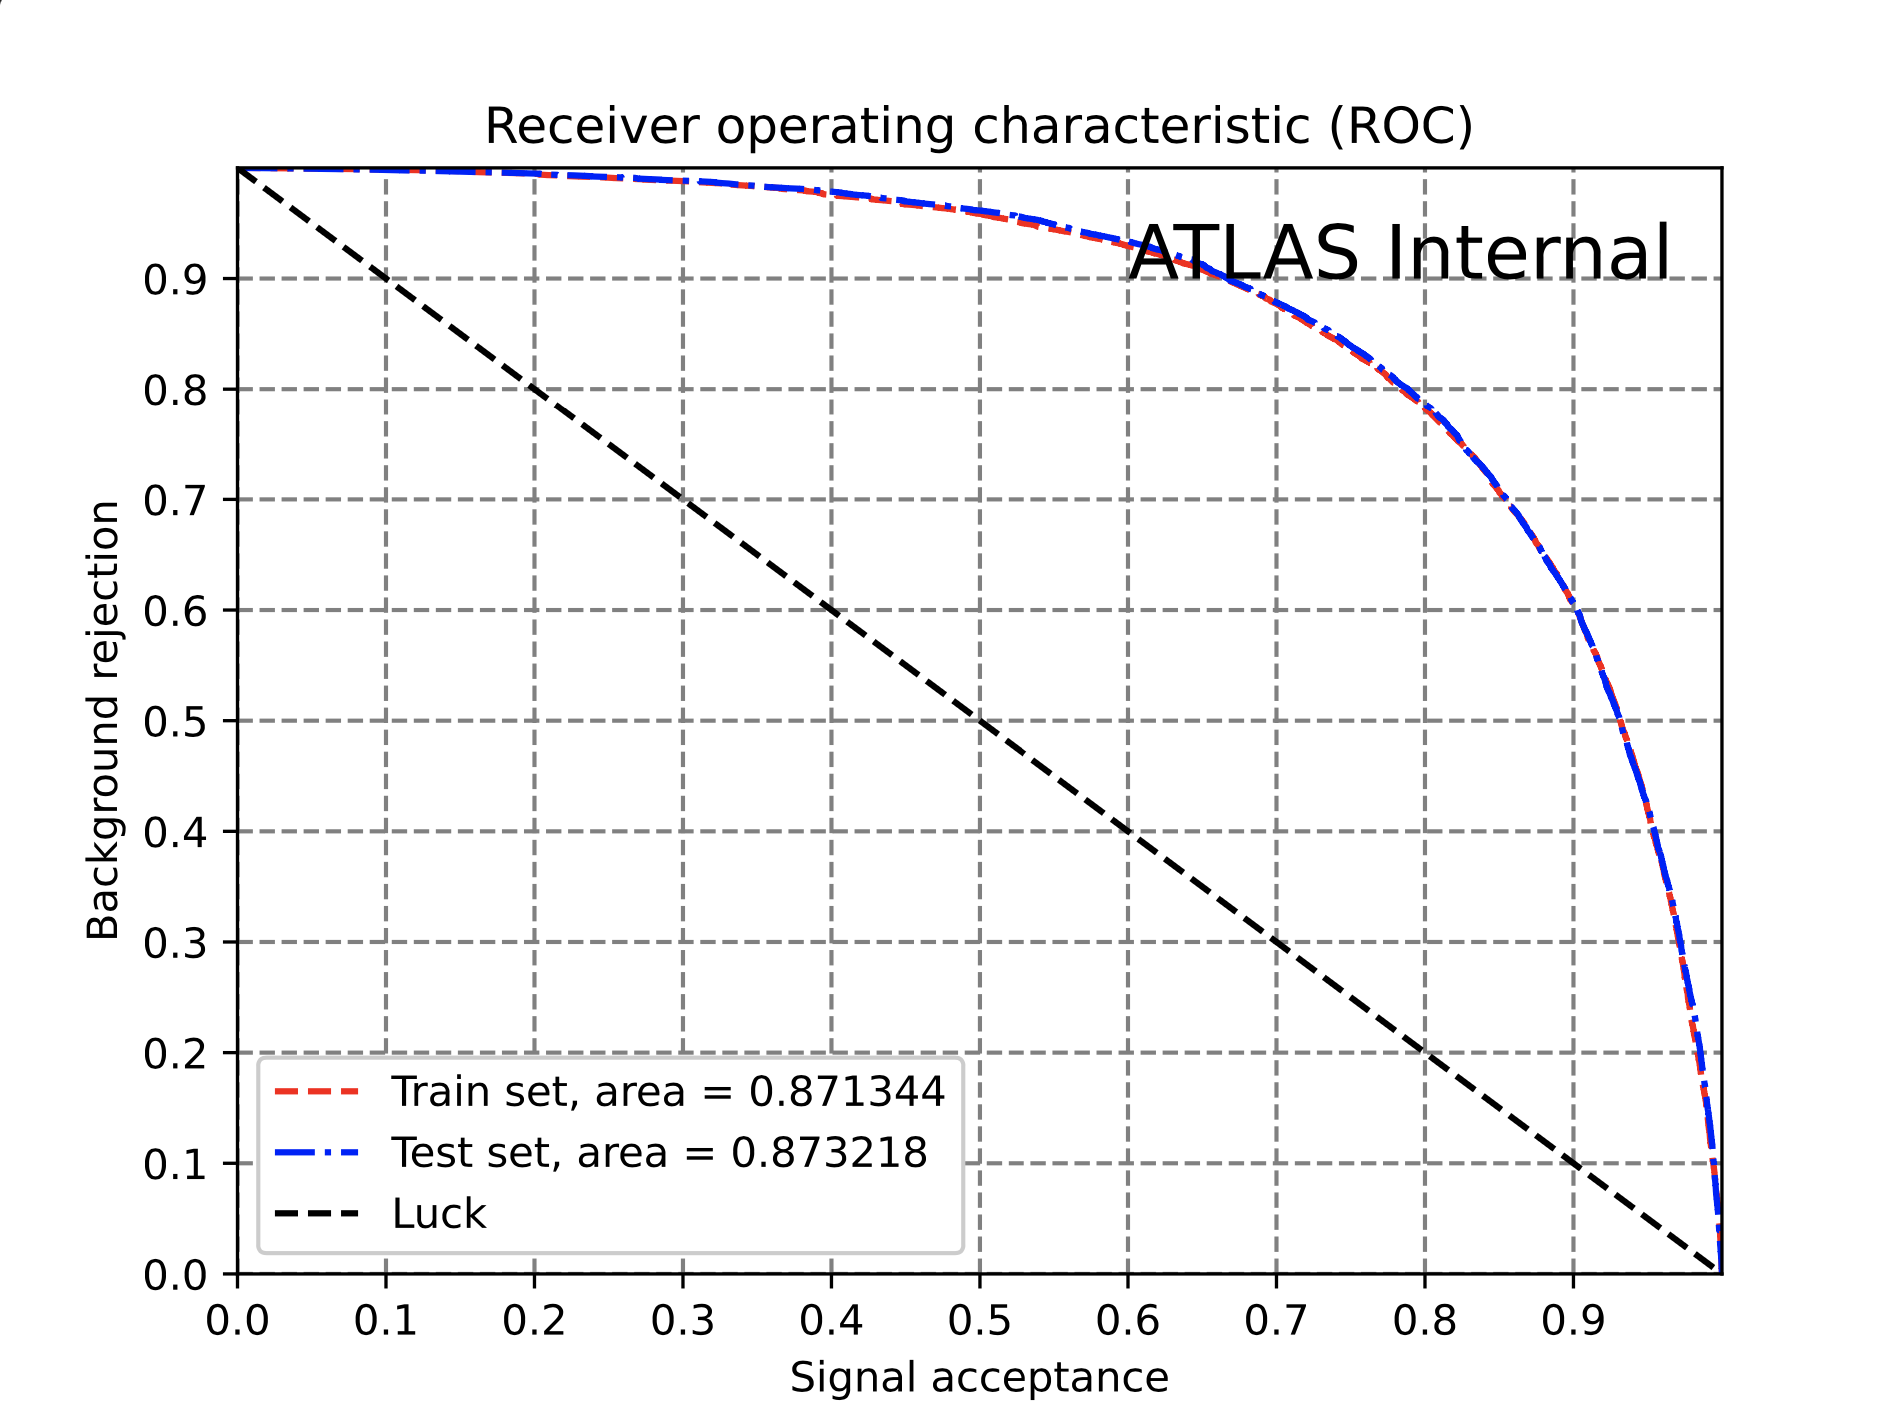 Receiver operating characteristic (ROC)
ATLAS Internal
Background rejection
0.9
0.8
0.7
0.6
0.5
0.4
0.3
0.2
0.1
0.0
Train set, area = 0.871344
Test set, area = 0.873218
Luck
0.0 0.1 0.2 0.3 0.4 0.5 0.6 0.7 0.8 0.9
Signal acceptance